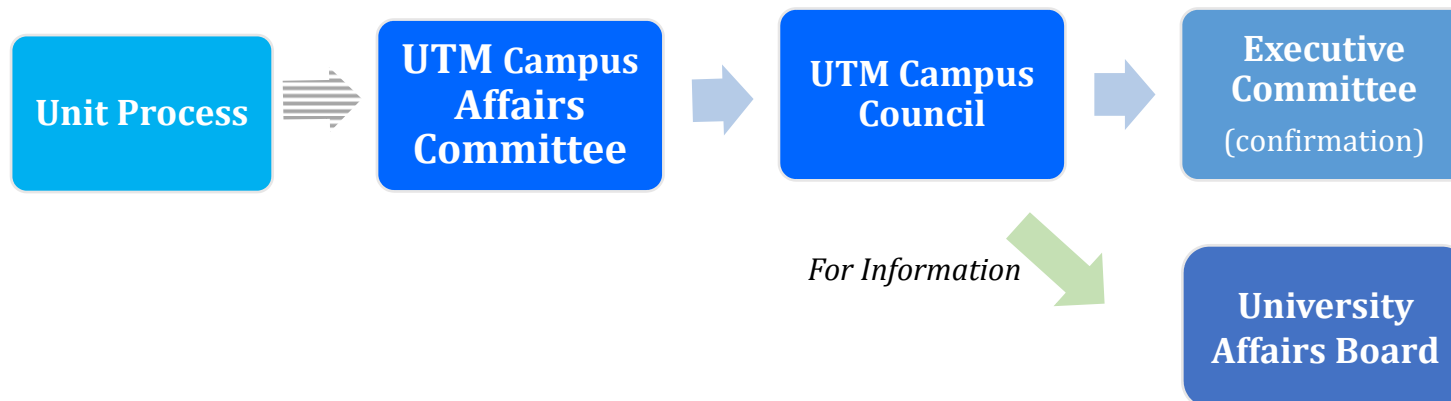 Unit Process
UTM Campus
Affairs
Committee
UTM Campus
Council
Executive
Committee
(confirmation)
For Information
University
Affairs Board